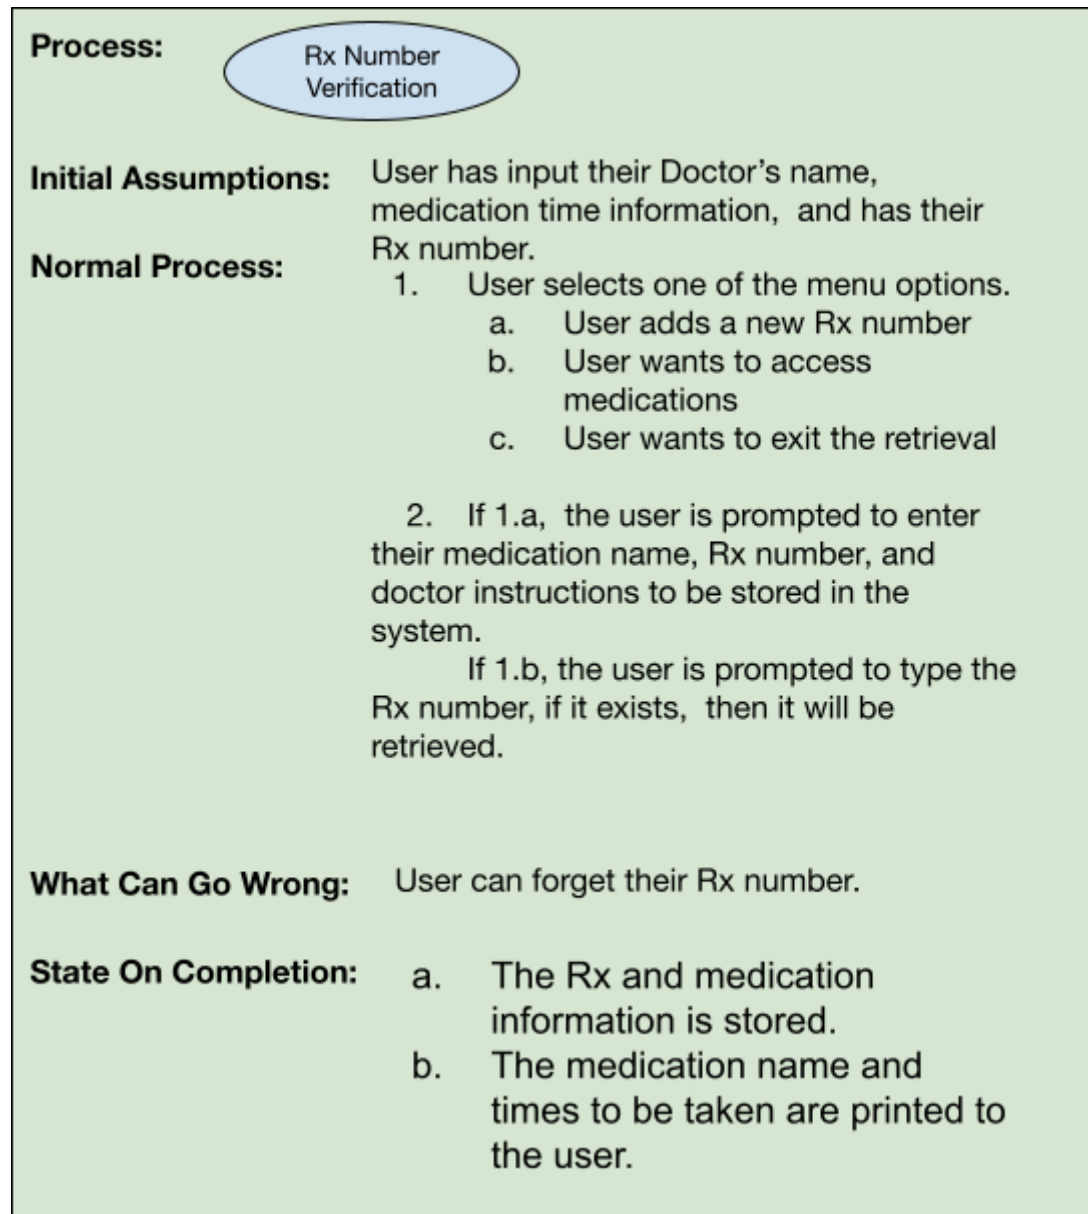 Process:
Rx Number
Verification
Initial Assumptions:
User has input their Doctor's name,
medication time information,  and has their
Rx number.
Normal Process:
1. User selects one of the menu options.
a. User adds a new Rx number
b. User wants to access
medications
c. User wants to exit the retrieval
2. If 1.a,  the user is prompted to enter
their medication name, Rx number, and
doctor instructions to be stored in the
system.
If 1.b, the user is prompted to type the
Rx number, if it exists,  then it will be
retrieved.
What Can Go Wrong:
User can forget their Rx number.
State On Completion:
a. The Rx and medication
information is stored.
b. The medication name and
times to be taken are printed to
the user.